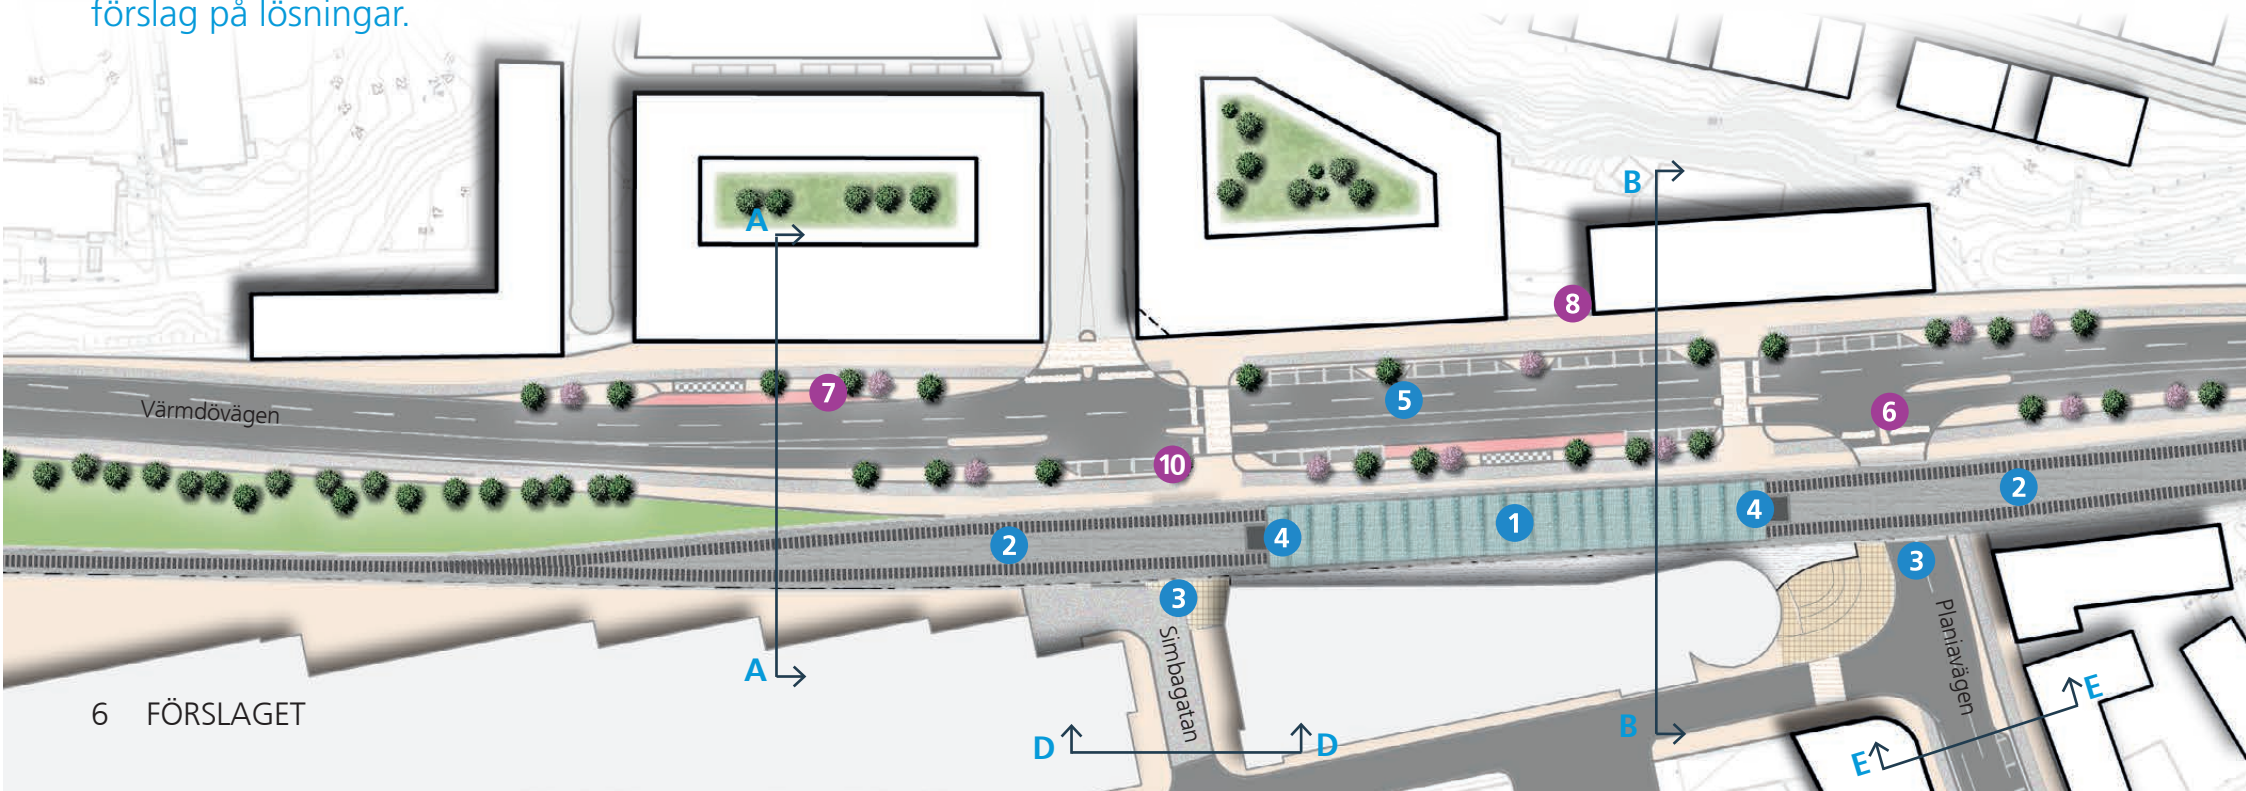 förslag på lösningar.
B
A
8
7
5
6
Värmdövägen
10
2
1
4
4
2
3
3
Simbagatan
Planiavägen
A
E
6 FÖRSLAGET
B
D
D
E